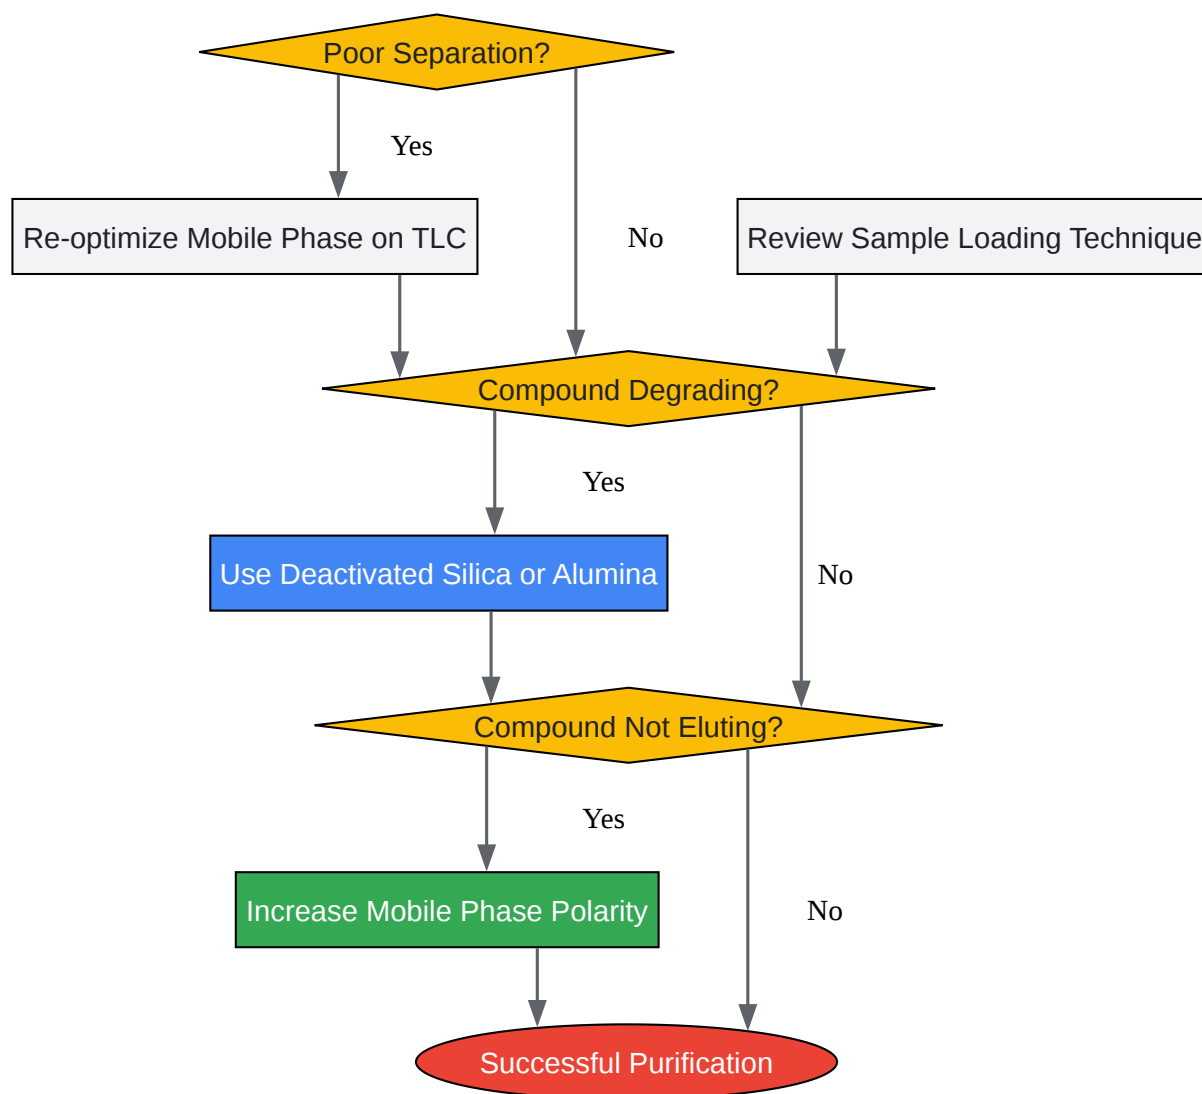 Poor Separation?
Yes
Re-optimize Mobile Phase on TLC
No
Review Sample Loading Technique
Compound Degrading?
Yes
Use Deactivated Silica or Alumina
No
Compound Not Eluting?
Yes
Increase Mobile Phase Polarity
No
Successful Purification